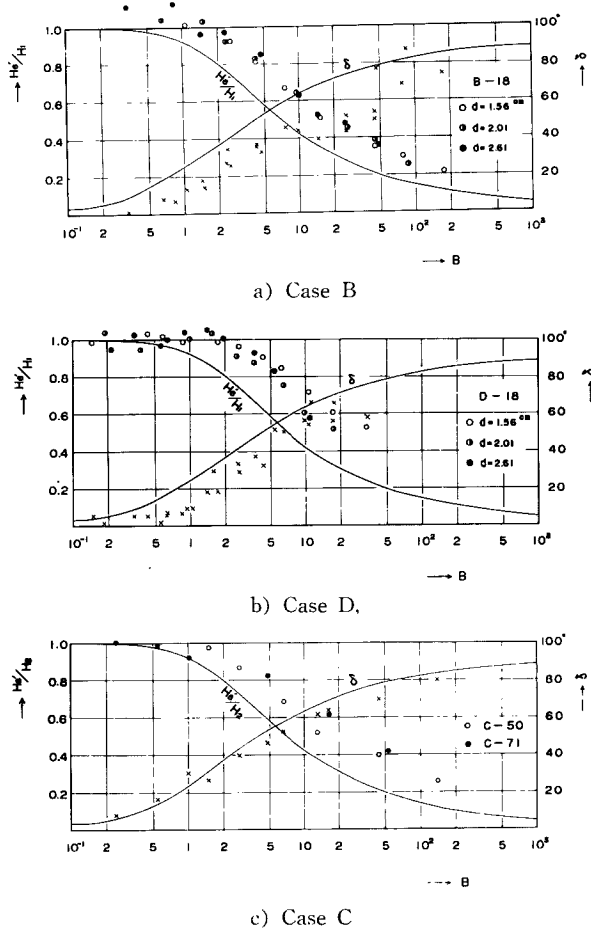 → He'/Hi
1.0
0.8
0.6
0.4
0.2
He'/Hi
δ
100°
80
60
40
20
→ δ
B-18
○ d=1.56 cm
◑ d=2.01
● d=2.61
10⁻¹ 2 5 1 2 5 10 2 5 10² 2 5 10³
→ B
a) Case B
→ He'/Hi
1.0
0.8
0.6
0.4
0.2
He'/Hi
δ
100°
80
60
40
20
D-18
○ d=1.56 cm
◑ d=2.01
● d=2.61
10⁻¹ 2 5 1 2 5 10 2 5 10² 2 5 10³
→ B
b) Case D,
1.0
0.8
0.6
0.4
0.2
δ
100°
80
60
40
20
→ δ
○ C-50
● C-71
10⁻¹ 2 5 1 2 5 10 2 5 10² 2 5 10³
→ B
c) Case C